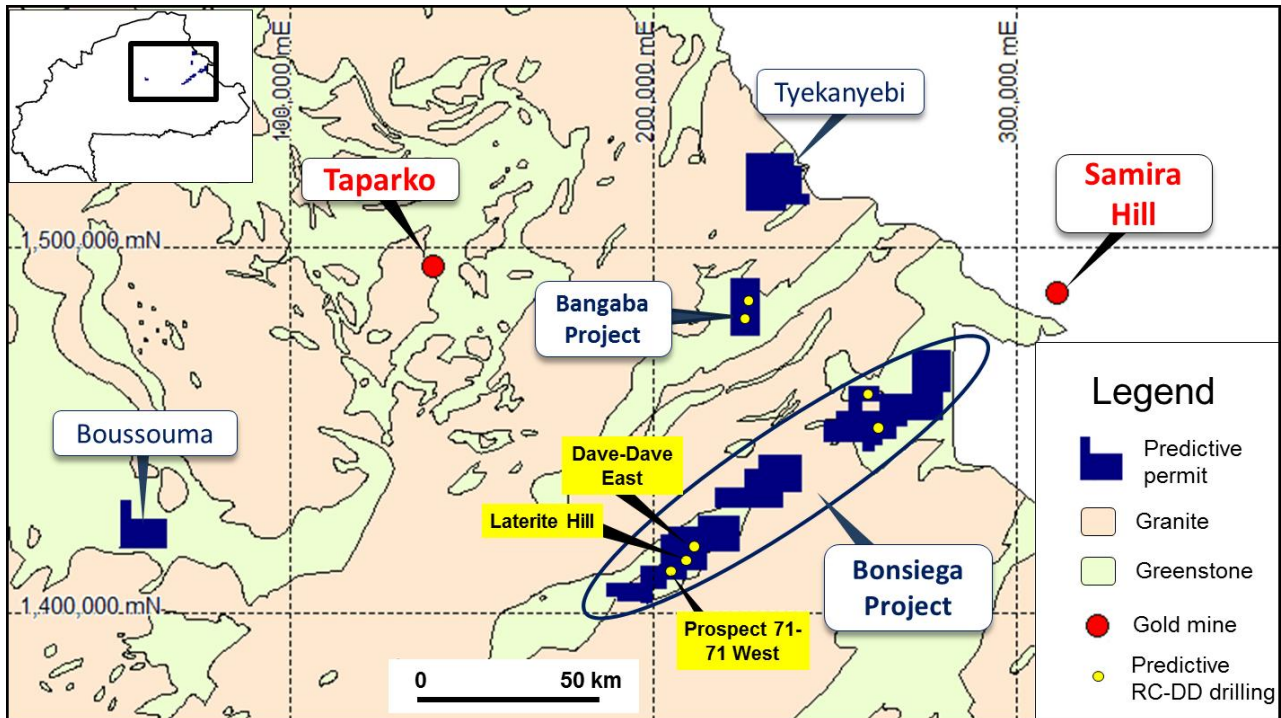 100,000 mE
200,000 mE
300,000 mE
Tyekanyebi
Taparko
Samira
Hill
1,500,000 mN
Bangaba
Project
Boussouma
Dave-Dave
East
Laterite Hill
Bonsiega
Project
1,400,000 mN
Prospect 71-
71 West
0 50 km
Legend
Predictive
permit
Granite
Greenstone
Gold mine
Predictive
RC-DD drilling